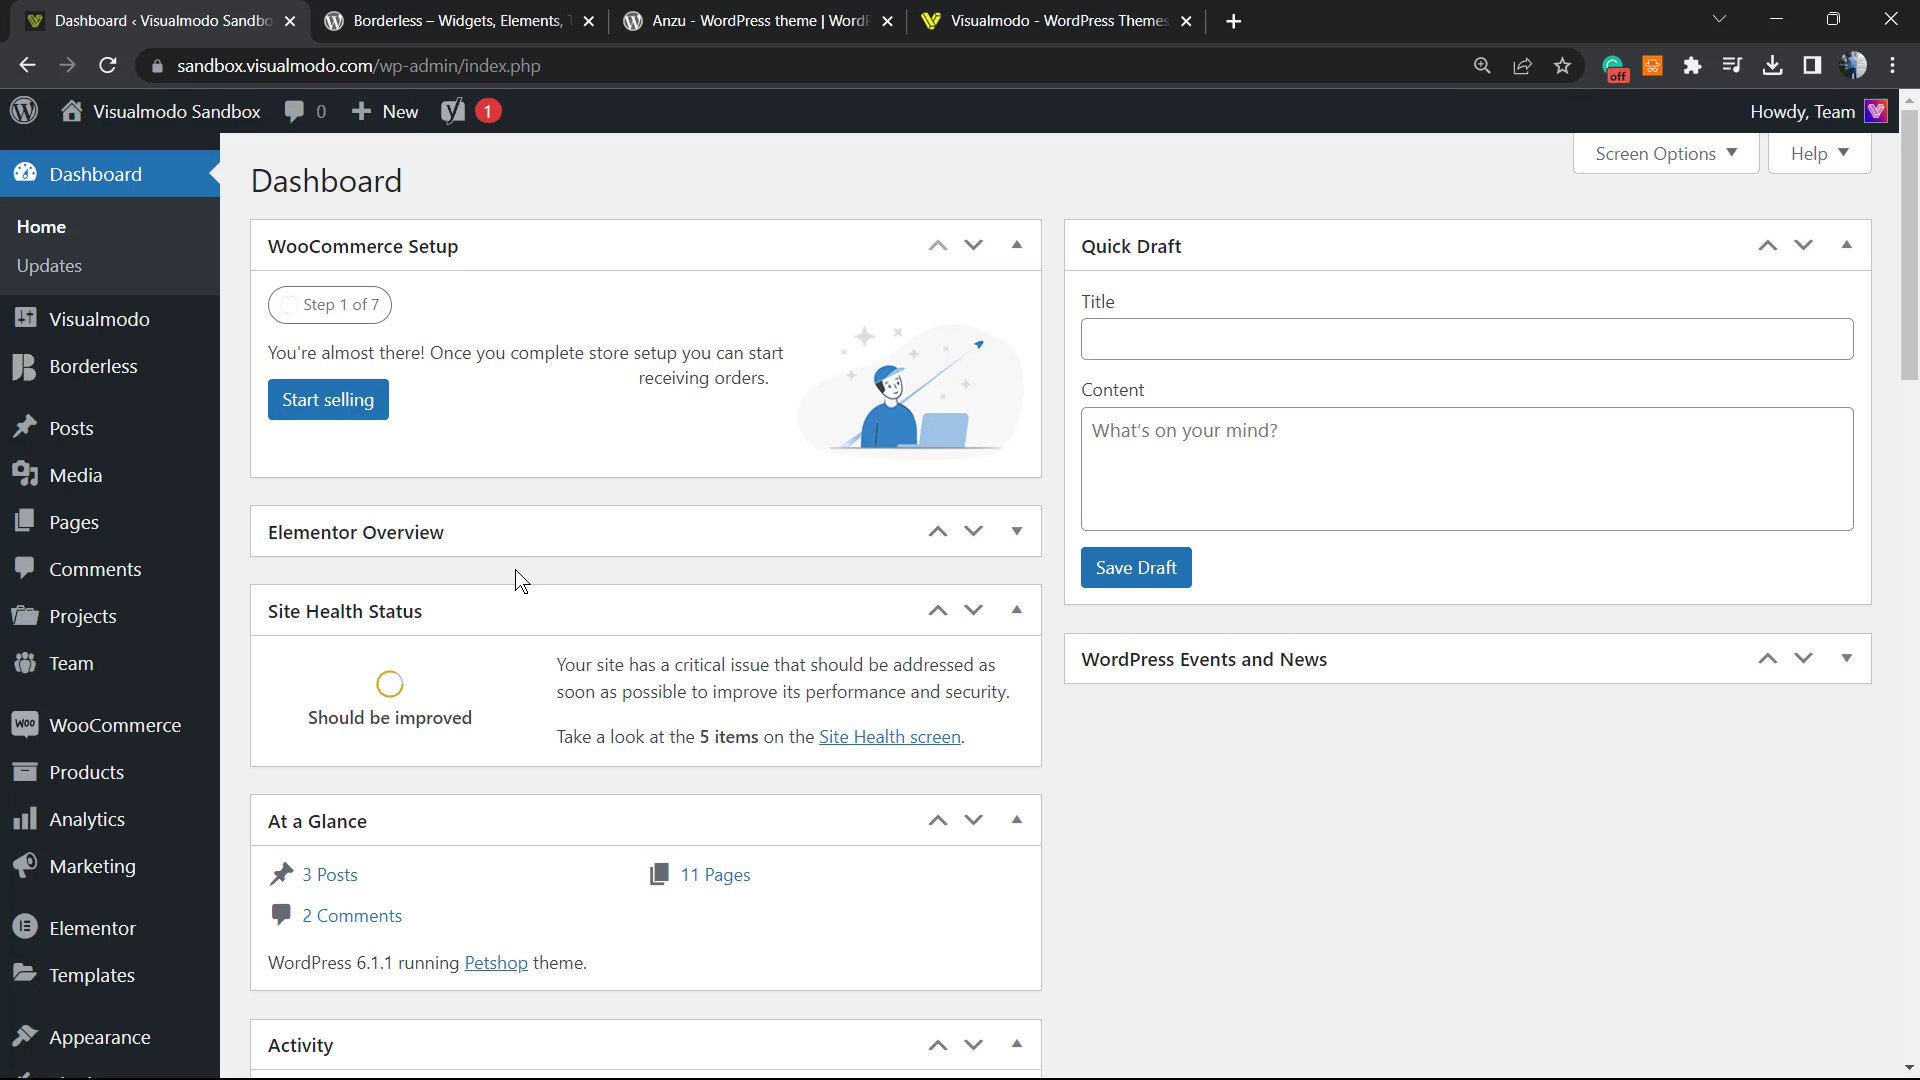 Dashboard ‹ Visualmodo Sandbo
Borderless – Widgets, Elements, T
Anzu - WordPress theme | WordP
Visualmodo - WordPress Themes
sandbox.visualmodo.com/wp-admin/index.php
off
Visualmodo Sandbox
0
New
1
Howdy, Team
Dashboard
Home
Updates
Visualmodo
Borderless
Posts
Media
Pages
Comments
Projects
Team
WooCommerce
Products
Analytics
Marketing
Elementor
Templates
Appearance
Screen Options
Help
Dashboard
WooCommerce Setup
Step 1 of 7
You're almost there! Once you complete store setup you can start
receiving orders.
Start selling
Elementor Overview
Site Health Status
Should be improved
Your site has a critical issue that should be addressed as
soon as possible to improve its performance and security.
Take a look at the 5 items on the Site Health screen.
At a Glance
3 Posts
11 Pages
2 Comments
WordPress 6.1.1 running Petshop theme.
Activity
Quick Draft
Title
Content
What's on your mind?
Save Draft
WordPress Events and News